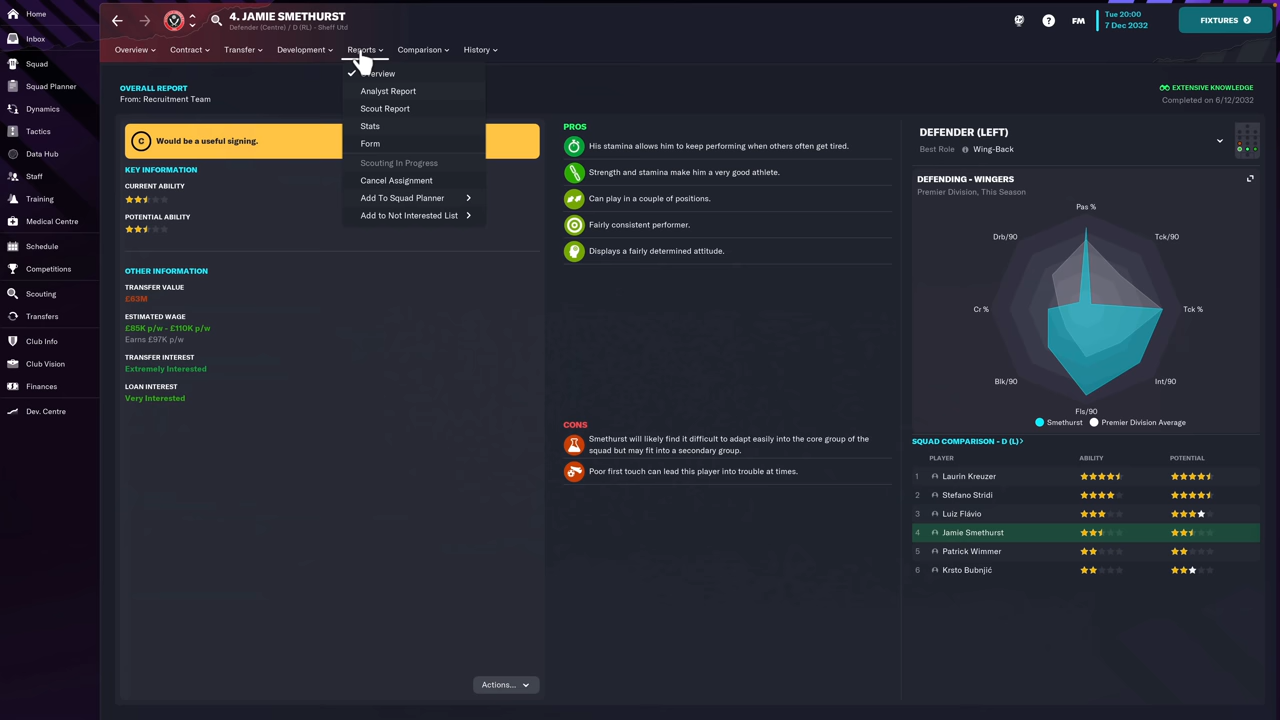 Home
Inbox
Squad
Squad Planner
Dynamics
Tactics
Data Hub
Staff
Training
Medical Centre
Schedule
Competitions
Scouting
Transfers
Club Info
Club Vision
Finances
Dev. Centre
4. JAMIE SMETHURST
Defender (Centre) / D (RL) - Sheff Utd
FM
Tue 20:00
7 Dec 2032
FIXTURES
Overview
Contract
Transfer
Development
Reports
Comparison
History
Overview
Analyst Report
Scout Report
Stats
Form
Scouting In Progress
Cancel Assignment
Add To Squad Planner
Add to Not Interested List
OVERALL REPORT
From: Recruitment Team
EXTENSIVE KNOWLEDGE
Completed on 6/12/2032
C Would be a useful signing.
KEY INFORMATION
CURRENT ABILITY
POTENTIAL ABILITY
OTHER INFORMATION
TRANSFER VALUE
£63M
ESTIMATED WAGE
£85K p/w - £110K p/w
Earns £97K p/w
TRANSFER INTEREST
Extremely Interested
LOAN INTEREST
Very Interested
Actions...
PROS
His stamina allows him to keep performing when others often get tired.
Strength and stamina make him a very good athlete.
Can play in a couple of positions.
Fairly consistent performer.
Displays a fairly determined attitude.
CONS
Smethurst will likely find it difficult to adapt easily into the core group of the
squad but may fit into a secondary group.
Poor first touch can lead this player into trouble at times.
DEFENDER (LEFT)
Best Role Wing-Back
DEFENDING - WINGERS
Premier Division, This Season
Pas %
Drb/90
Tck/90
Cr %
Tck %
Blk/90
Int/90
Fls/90
Smethurst
Premier Division Average
SQUAD COMPARISON - D (L)
PLAYER ABILITY POTENTIAL
1 Laurin Kreuzer
2 Stefano Stridi
3 Luiz Flávio
4 Jamie Smethurst
5 Patrick Wimmer
6 Krsto Bubnjić